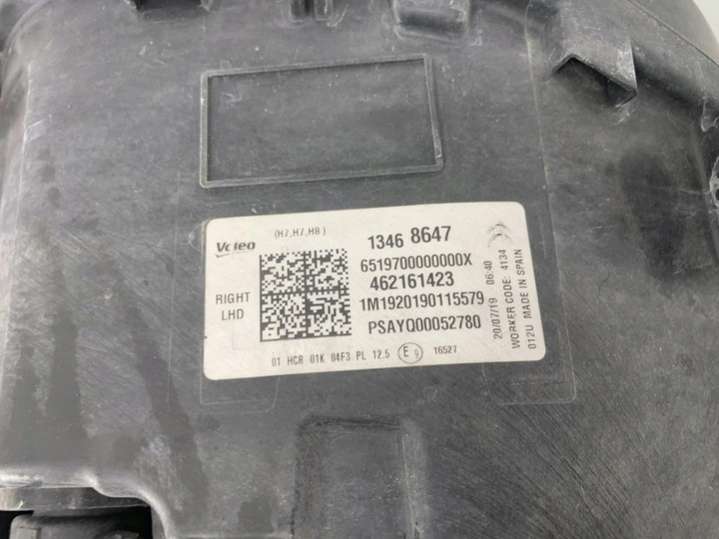 Valeo
(H7,H7,H8)
1346 8647
6519700000000X
462161423
1M1920190115579
PSAYQ00052780
RIGHT
LHD
01 HCR 01K 04F3 PL 12.5 E 9 16527
20/07/19 06:40
WORKER CODE: 4134
012U MADE IN SPAIN